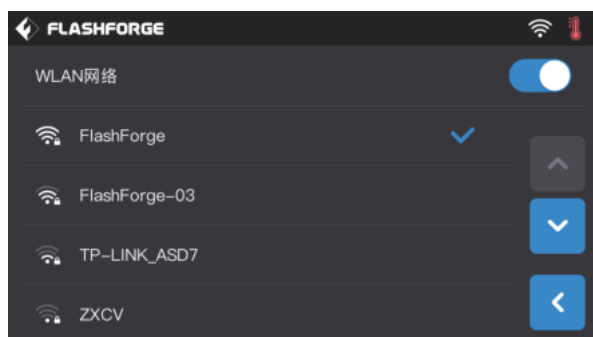 FLASHFORGE
WLAN网络
FlashForge
FlashForge-03
TP-LINK_ASD7
ZXCV